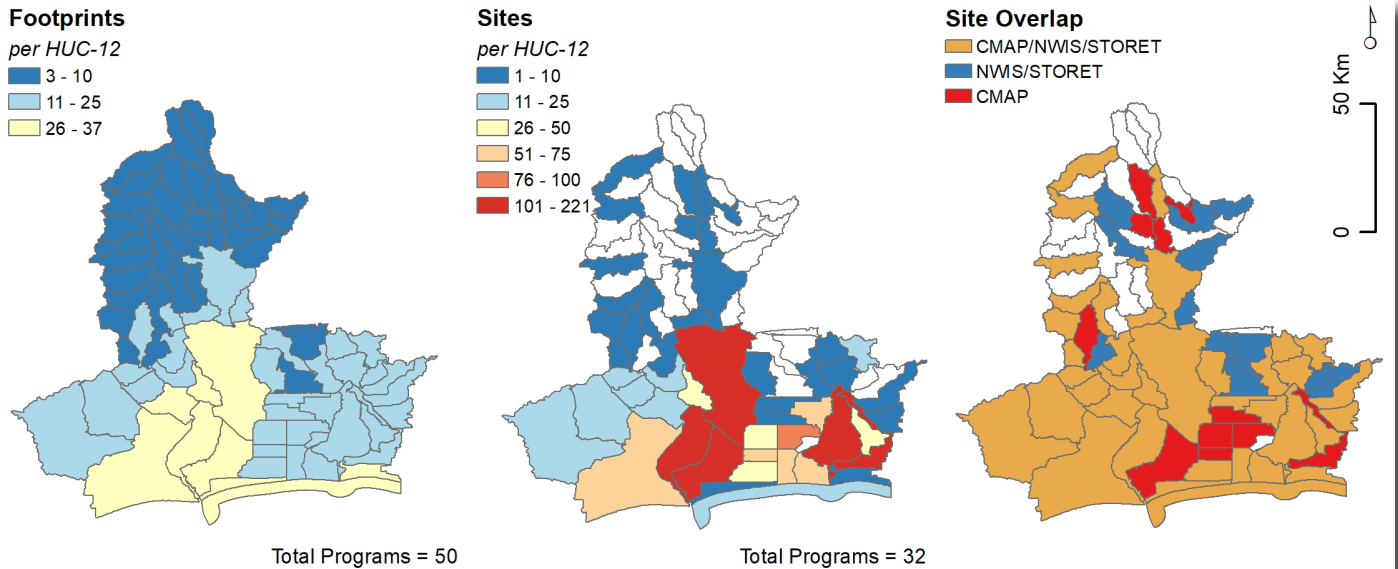 Footprints
per HUC-12
3 - 10
11 - 25
26 - 37
Total Programs = 50
Sites
per HUC-12
1 - 10
11 - 25
26 - 50
51 - 75
76 - 100
101 - 221
Total Programs = 32
Site Overlap
CMAP/NWIS/STORET
NWIS/STORET
CMAP
50 Km
0